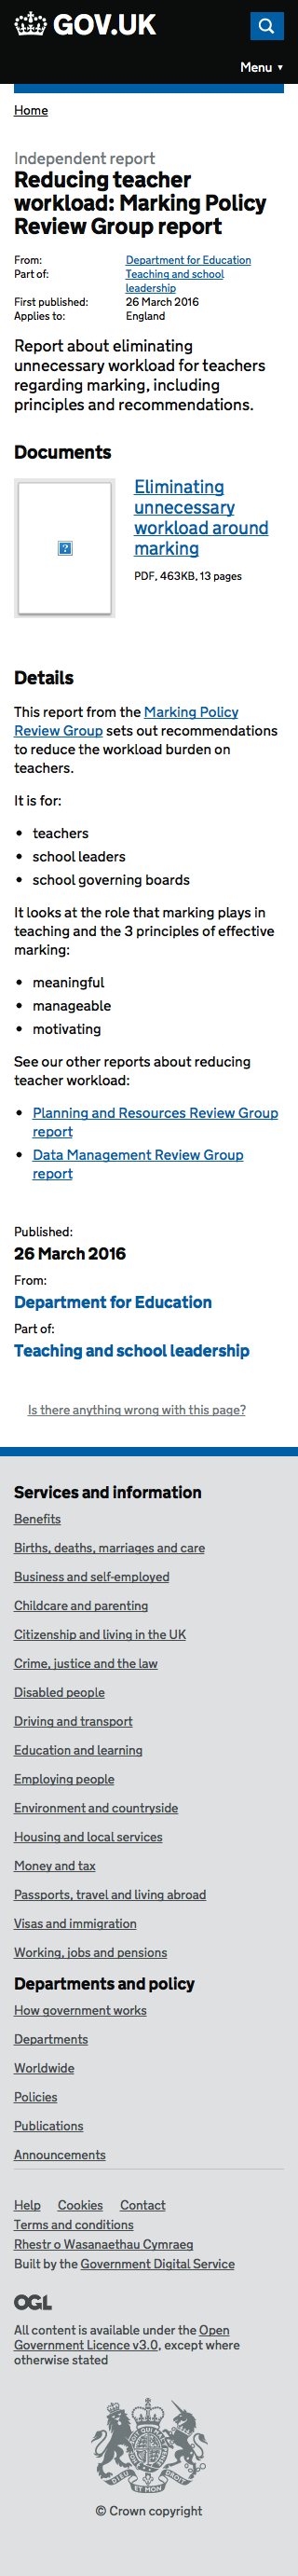 GOV.UK
Menu ▼
Home
Independent report
Reducing teacher
workload: Marking Policy
Review Group report
From: Department for Education
Part of: Teaching and school
leadership
First published: 26 March 2016
Applies to: England
Report about eliminating
unnecessary workload for teachers
regarding marking, including
principles and recommendations.
Documents
Eliminating
unnecessary
workload around
marking
PDF, 463KB, 13 pages
Details
This report from the Marking Policy
Review Group sets out recommendations
to reduce the workload burden on
teachers.
It is for:
• teachers
• school leaders
• school governing boards
It looks at the role that marking plays in
teaching and the 3 principles of effective
marking:
• meaningful
• manageable
• motivating
See our other reports about reducing
teacher workload:
• Planning and Resources Review Group
report
• Data Management Review Group
report
Published:
26 March 2016
From:
Department for Education
Part of:
Teaching and school leadership
Is there anything wrong with this page?
Services and information
Benefits
Births, deaths, marriages and care
Business and self-employed
Childcare and parenting
Citizenship and living in the UK
Crime, justice and the law
Disabled people
Driving and transport
Education and learning
Employing people
Environment and countryside
Housing and local services
Money and tax
Passports, travel and living abroad
Visas and immigration
Working, jobs and pensions
Departments and policy
How government works
Departments
Worldwide
Policies
Publications
Announcements
Help Cookies Contact
Terms and conditions
Rhestr o Wasanaethau Cymraeg
Built by the Government Digital Service
OGL
All content is available under the Open
Government Licence v3.0, except where
otherwise stated
DIEU ET MON
© Crown copyright